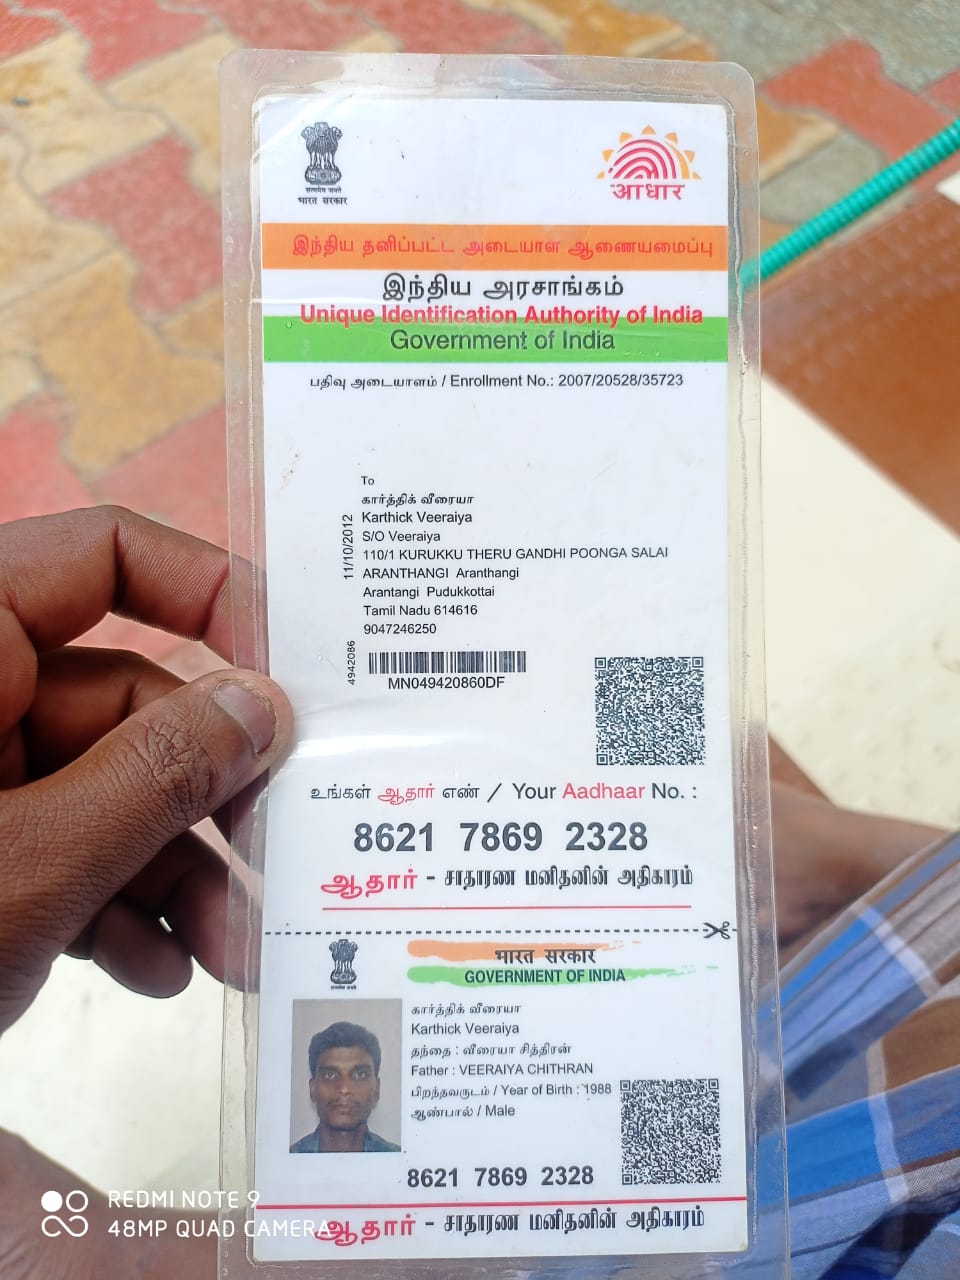 सत्यमेव जयते
भारत सरकार
आधार
இந்திய தனிப்பட்ட அடையாள ஆணையமைப்பு
இந்திய அரசாங்கம்
Unique Identification Authority of India
Government of India
பதிவு அடையாளம் / Enrollment No.: 2007/20528/35723
To
கார்த்திக் வீரையா
Karthick Veeraiya
S/O Veeraiya
110/1 KURUKKU THERU GANDHI POONGA SALAI
ARANTHANGI Aranthangi
Arantangi Pudukkottai
Tamil Nadu 614616
9047246250
11/10/2012
4942086
MN049420860DF
உங்கள் ஆதார் எண் / Your Aadhaar No. :
8621 7869 2328
ஆதார் - சாதாரண மனிதனின் அதிகாரம்
भारत सरकार
GOVERNMENT OF INDIA
கார்த்திக் வீரையா
Karthick Veeraiya
தந்தை : வீரையா சித்திரன்
Father : VEERAIYA CHITHRAN
பிறந்தவருடம் / Year of Birth : 1988
ஆண்பால் / Male
8621 7869 2328
ஆதார் - சாதாரண மனிதனின் அதிகாரம்
REDMI NOTE 9
48MP QUAD CAMERA